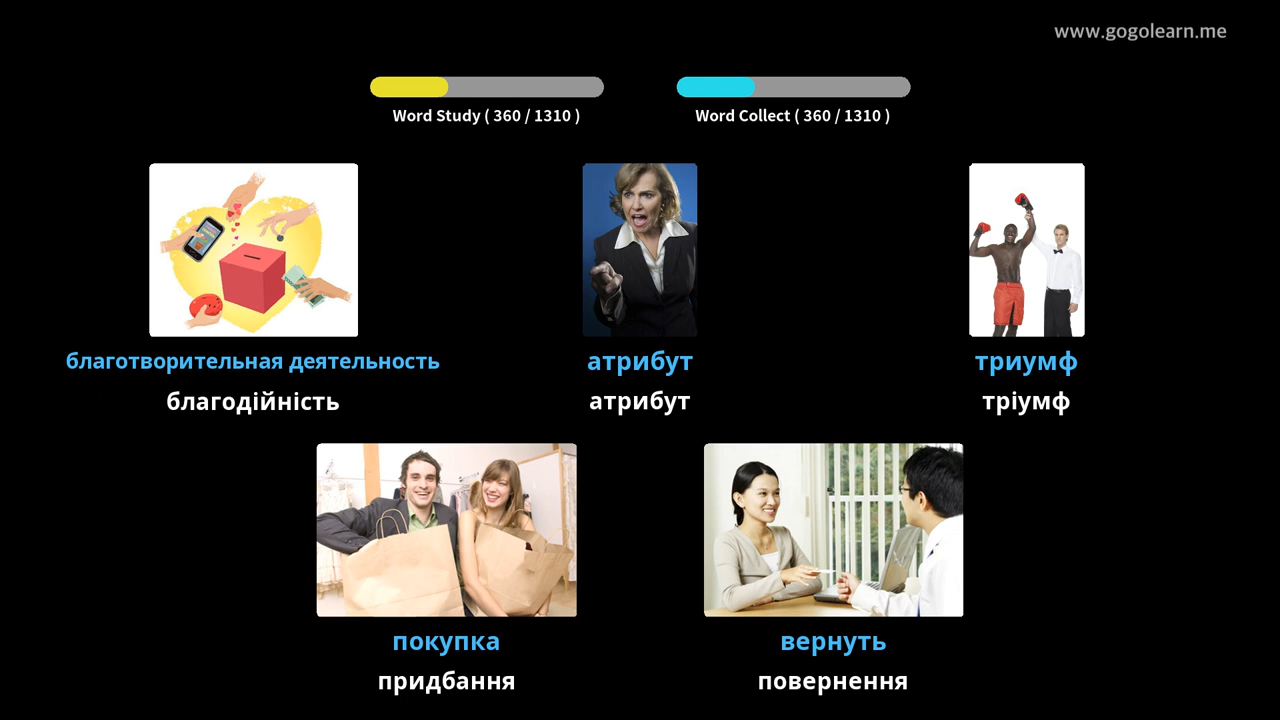 www.gogolearn.me
Word Study ( 360 / 1310 )
Word Collect ( 360 / 1310 )
благотворительная деятельность
благодійність
атрибут
атрибут
триумф
тріумф
покупка
придбання
вернуть
повернення